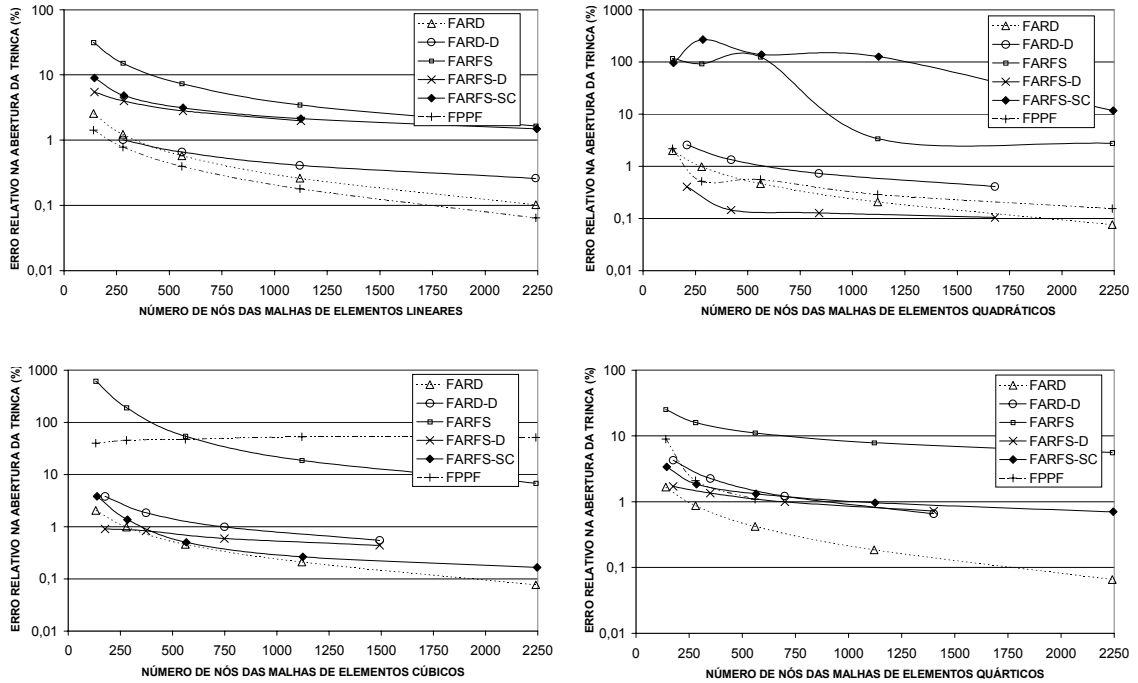 ERRO RELATIVO NA ABERTURA DA TRINCA (%)
100
10
1
0,1
0,01
0 250 500 750 1000 1250 1500 1750 2000 2250
NÚMERO DE NÓS DAS MALHAS DE ELEMENTOS LINEARES
FARD
FARD-D
FARFS
FARFS-D
FARFS-SC
FPPF
ERRO RELATIVO NA ABERTURA DA TRINCA (%)
1000
100
10
1
0,1
0,01
0 250 500 750 1000 1250 1500 1750 2000 2250
NÚMERO DE NÓS DAS MALHAS DE ELEMENTOS QUADRÁTICOS
FARD
FARD-D
FARFS
FARFS-D
FARFS-SC
FPPF
ERRO RELATIVO NA ABERTURA DA TRINCA (%)
1000
100
10
1
0,1
0,01
0 250 500 750 1000 1250 1500 1750 2000 2250
NÚMERO DE NÓS DAS MALHAS DE ELEMENTOS CÚBICOS
FARD
FARD-D
FARFS
FARFS-D
FARFS-SC
FPPF
ERRO RELATIVO NA ABERTURA DA TRINCA (%)
100
10
1
0,1
0,01
0 250 500 750 1000 1250 1500 1750 2000 2250
NÚMERO DE NÓS DAS MALHAS DE ELEMENTOS QUÁRTICOS
FARD
FARD-D
FARFS
FARFS-D
FARFS-SC
FPPF